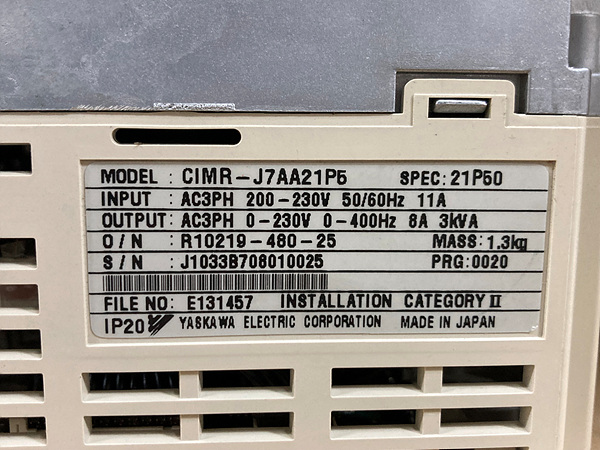 MODEL : CIMR-J7AA21P5 SPEC: 21P50
INPUT : AC3PH 200-230V 50/60Hz 11A
OUTPUT: AC3PH 0-230V 0-400Hz 8A 3kVA
O/N : R10219-480-25 MASS: 1.3kg
S/N : J1033B708010025 PRG: 0020
FILE NO: E131457 INSTALLATION CATEGORY II
IP20 YASKAWA ELECTRIC CORPORATION MADE IN JAPAN